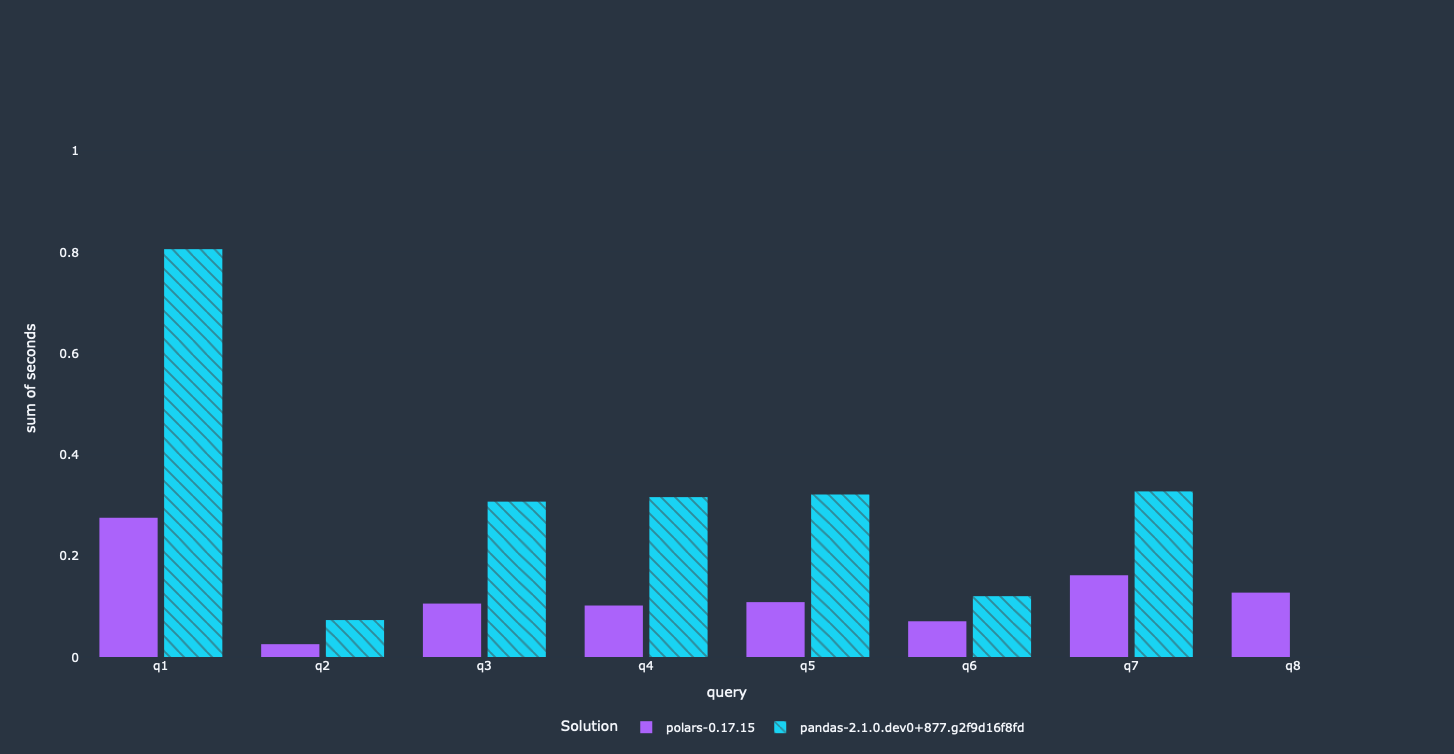 1
0.8
0.6
0.4
0.2
0
sum of seconds
q1 q2 q3 q4 q5 q6 q7 q8
query
Solution polars-0.17.15 pandas-2.1.0.dev0+877.g2f9d16f8fd